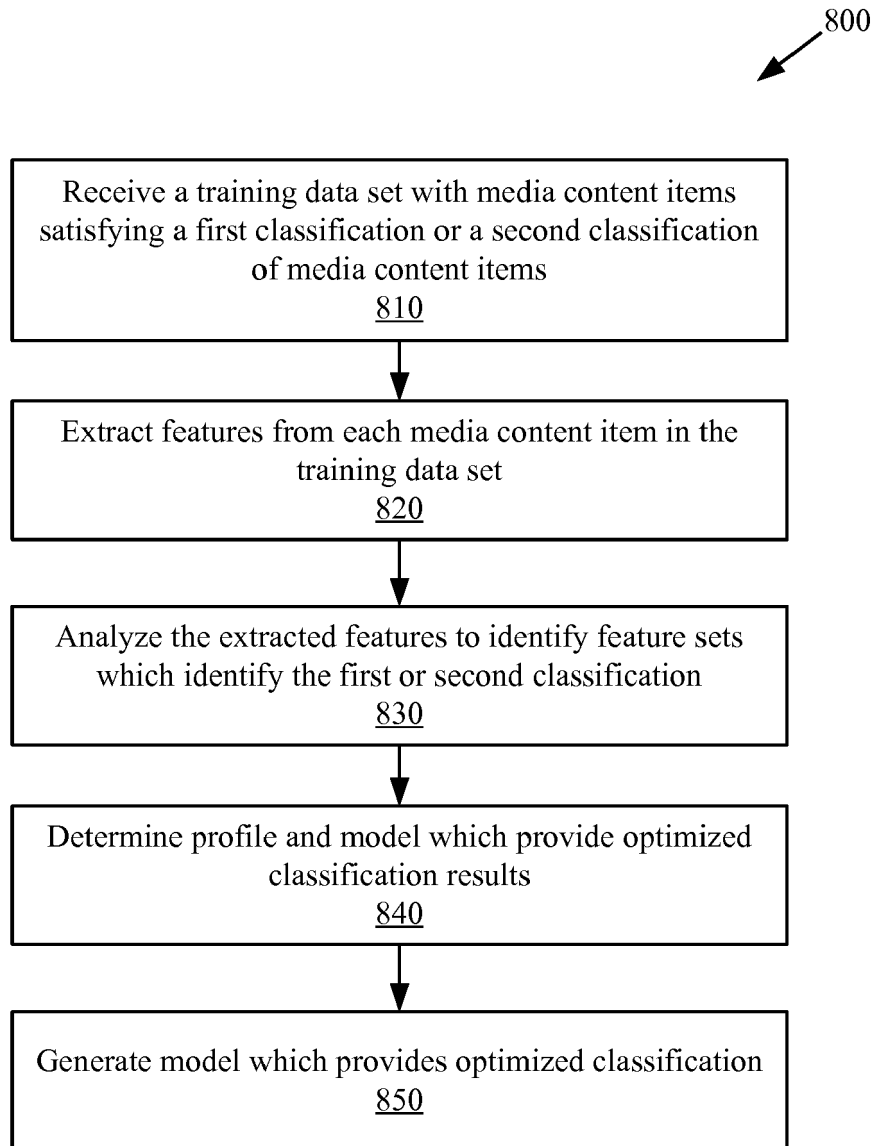 800
Receive a training data set with media content items
satisfying a first classification or a second classification
of media content items
810
Extract features from each media content item in the
training data set
820
Analyze the extracted features to identify feature sets
which identify the first or second classification
830
Determine profile and model which provide optimized
classification results
840
Generate model which provides optimized classification
850